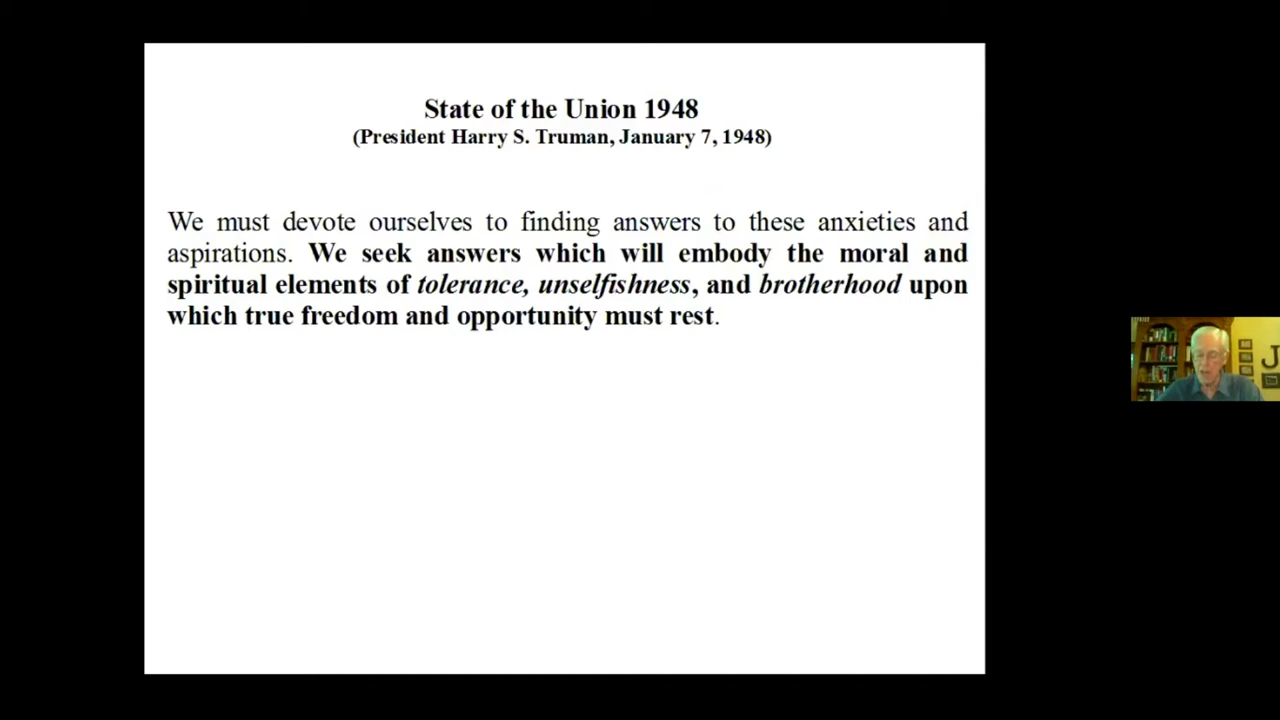 State of the Union 1948
(President Harry S. Truman, January 7, 1948)
We must devote ourselves to finding answers to these anxieties and
aspirations. We seek answers which will embody the moral and
spiritual elements of tolerance, unselfishness, and brotherhood upon
which true freedom and opportunity must rest.
J